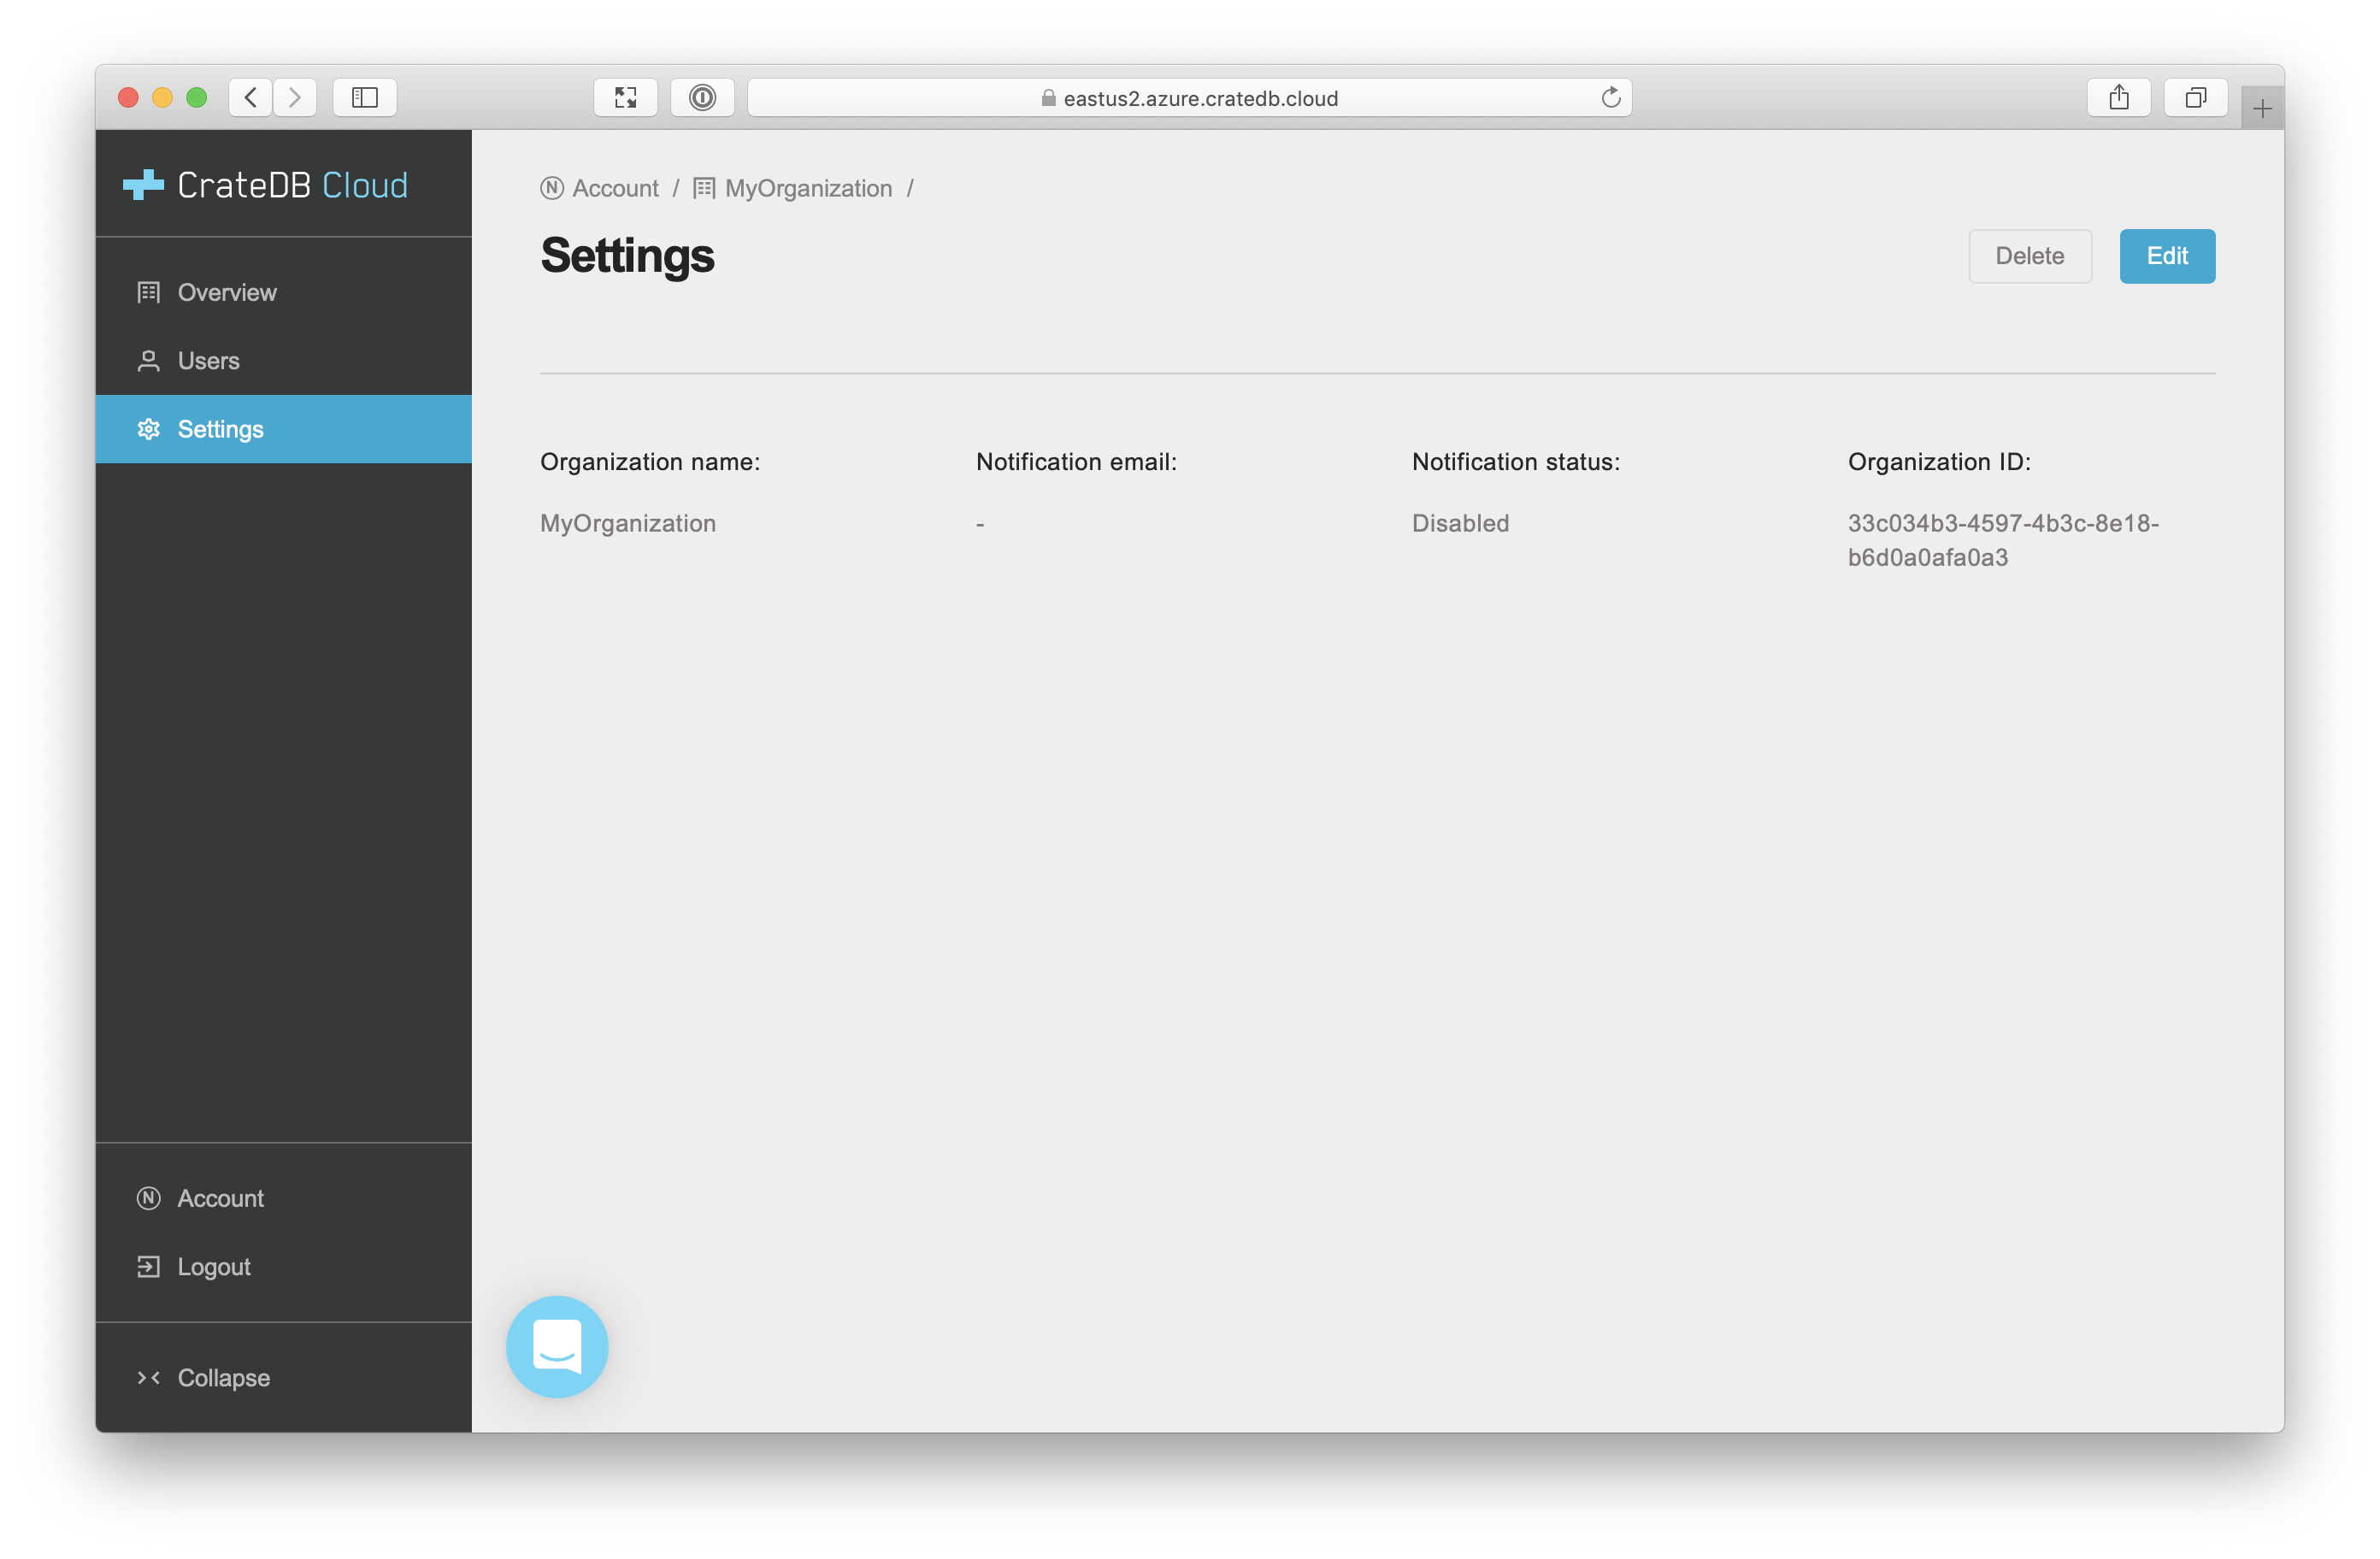 eastus2.azure.cratedb.cloud
CrateDB Cloud
Overview
Users
Settings
Account
Logout
Collapse
Account / MyOrganization /
Settings
Delete
Edit
Organization name:
MyOrganization
Notification email:
-
Notification status:
Disabled
Organization ID:
33c034b3-4597-4b3c-8e18-
b6d0a0afa0a3